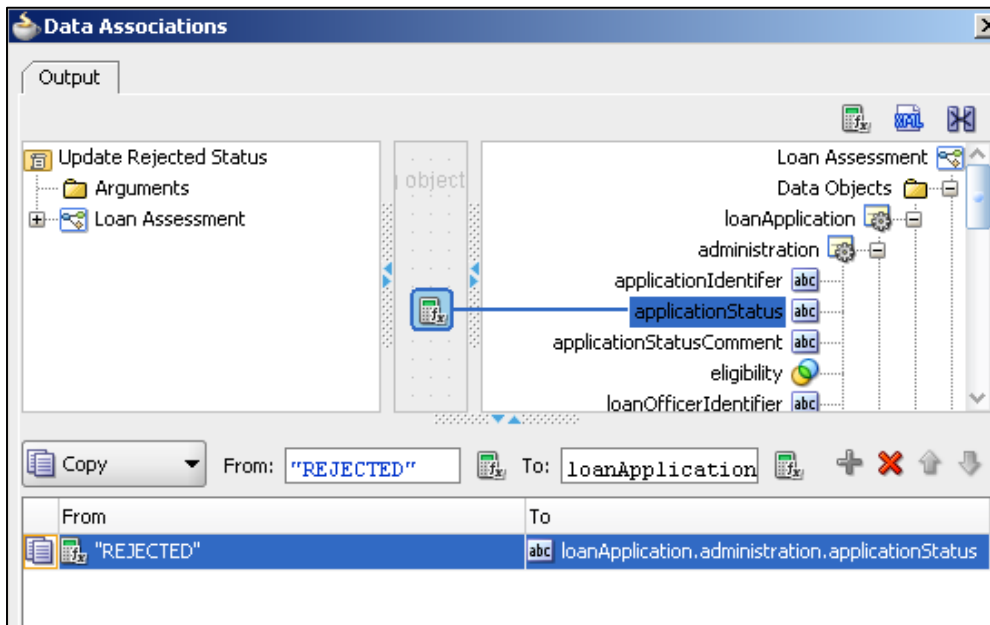 Data Associations
Output
Update Rejected Status
Arguments
Loan Assessment
object
Loan Assessment
Data Objects
loanApplication
administration
applicationIdentifer
applicationStatus
applicationStatusComment
eligibility
loanOfficerIdentifier
Copy
From: "REJECTED" To: loanApplication
From To
"REJECTED" loanApplication.administration.applicationStatus